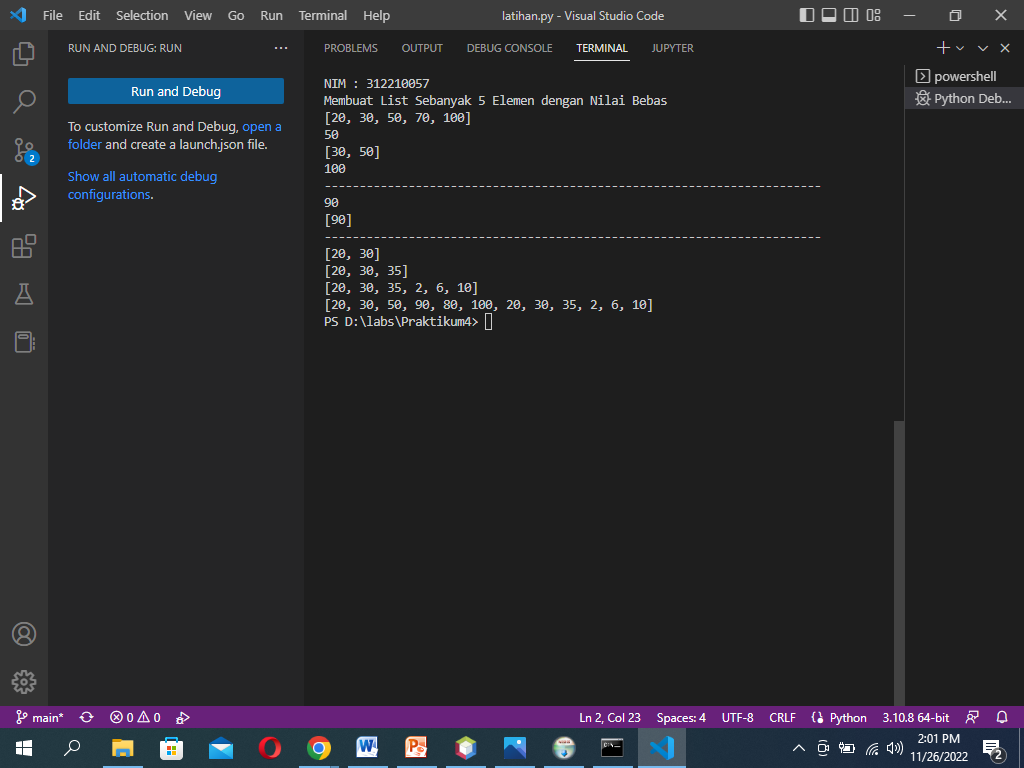 File Edit Selection View Go Run Terminal Help
latihan.py - Visual Studio Code
RUN AND DEBUG: RUN
Run and Debug
To customize Run and Debug, open a
folder and create a launch.json file.
Show all automatic debug
configurations.
2
PROBLEMS OUTPUT DEBUG CONSOLE TERMINAL JUPYTER
NIM : 312210057
Membuat List Sebanyak 5 Elemen dengan Nilai Bebas
[20, 30, 50, 70, 100]
50
[30, 50]
100
-----------------------------------------------------------------------
90
[90]
-----------------------------------------------------------------------
[20, 30]
[20, 30, 35]
[20, 30, 35, 2, 6, 10]
[20, 30, 50, 90, 80, 100, 20, 30, 35, 2, 6, 10]
PS D:\labs\Praktikum4>
powershell
Python Deb...
main* 0 0 Ln 2, Col 23 Spaces: 4 UTF-8 CRLF Python 3.10.8 64-bit
2:01 PM
11/26/2022
2